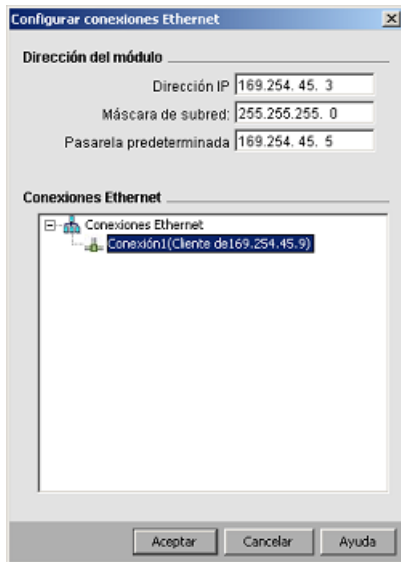 Configurar conexiones Ethernet
Dirección del módulo
Dirección IP 169.254. 45. 3
Máscara de subred: 255.255.255. 0
Pasarela predeterminada 169.254. 45. 5
Conexiones Ethernet
Conexiones Ethernet
Conexión1(Cliente de169.254.45.9)
Aceptar Cancelar Ayuda